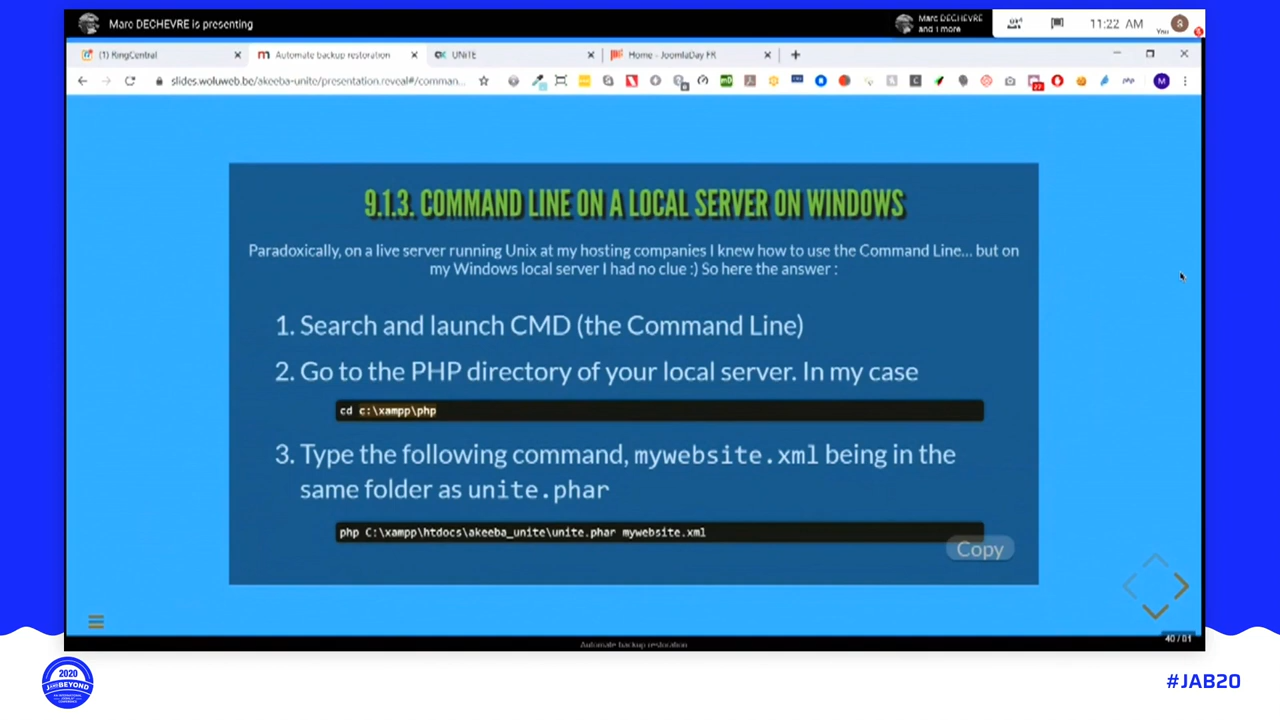 Marc DECHEVRE is presenting
Marc DECHEVRE
and 1 more
11:22 AM
You
S
(1) RingCentral
Automate backup restoration
UNITE
Home - JoomlaDay FR
slides.woluweb.be/akeeba-unite/presentation.reveal#/comman...
9.1.3. COMMAND LINE ON A LOCAL SERVER ON WINDOWS
Paradoxically, on a live server running Unix at my hosting companies I knew how to use the Command Line... but on
my Windows local server I had no clue :) So here the answer :
1. Search and launch CMD (the Command Line)
2. Go to the PHP directory of your local server. In my case
cd c:\xampp\php
3. Type the following command, mywebsite.xml being in the
same folder as unite.phar
php C:\xampp\htdocs\akeeba_unite\unite.phar mywebsite.xml
Copy
Automate backup restoration
2020
#JAB20